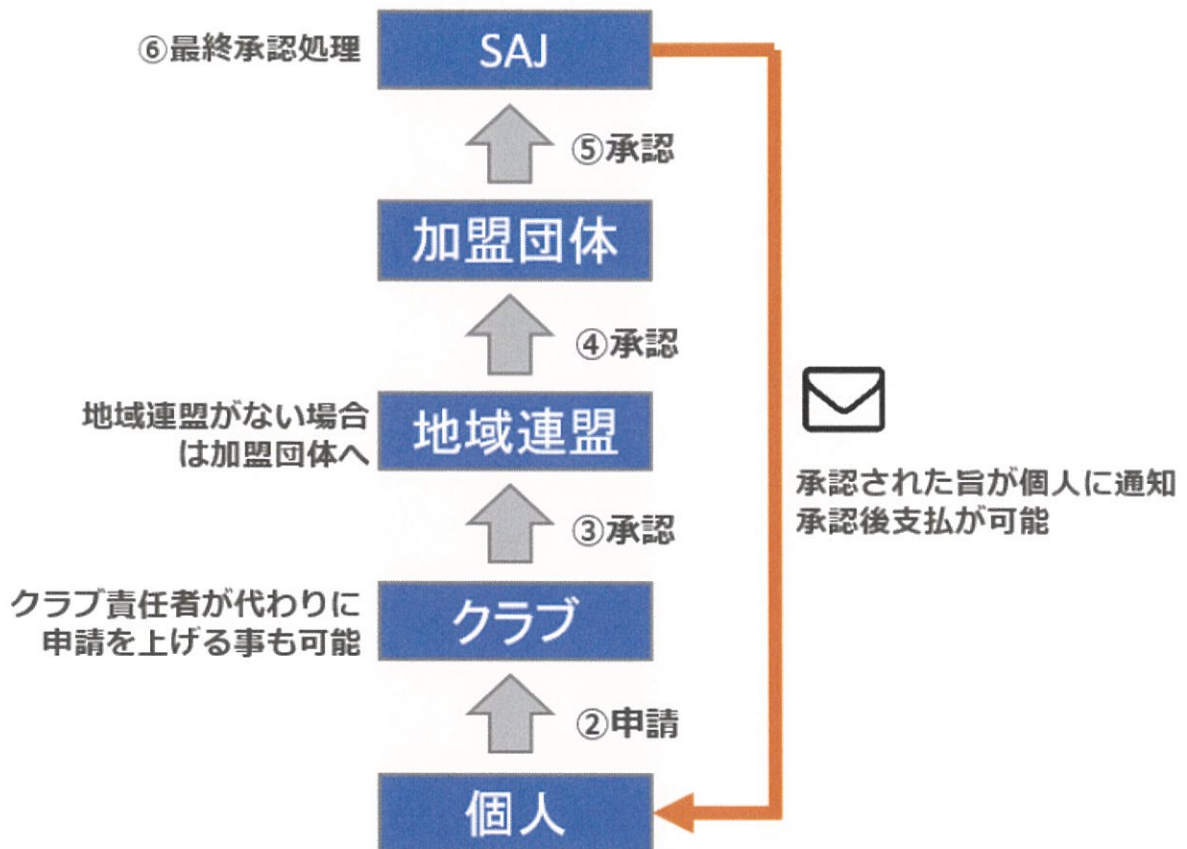 ⑥最終承認処理
SAJ
⑤承認
加盟団体
④承認
地域連盟がない場合
は加盟団体へ
地域連盟
承認された旨が個人に通知
承認後支払が可能
③承認
クラブ責任者が代わりに
申請を上げる事も可能
クラブ
②申請
個人